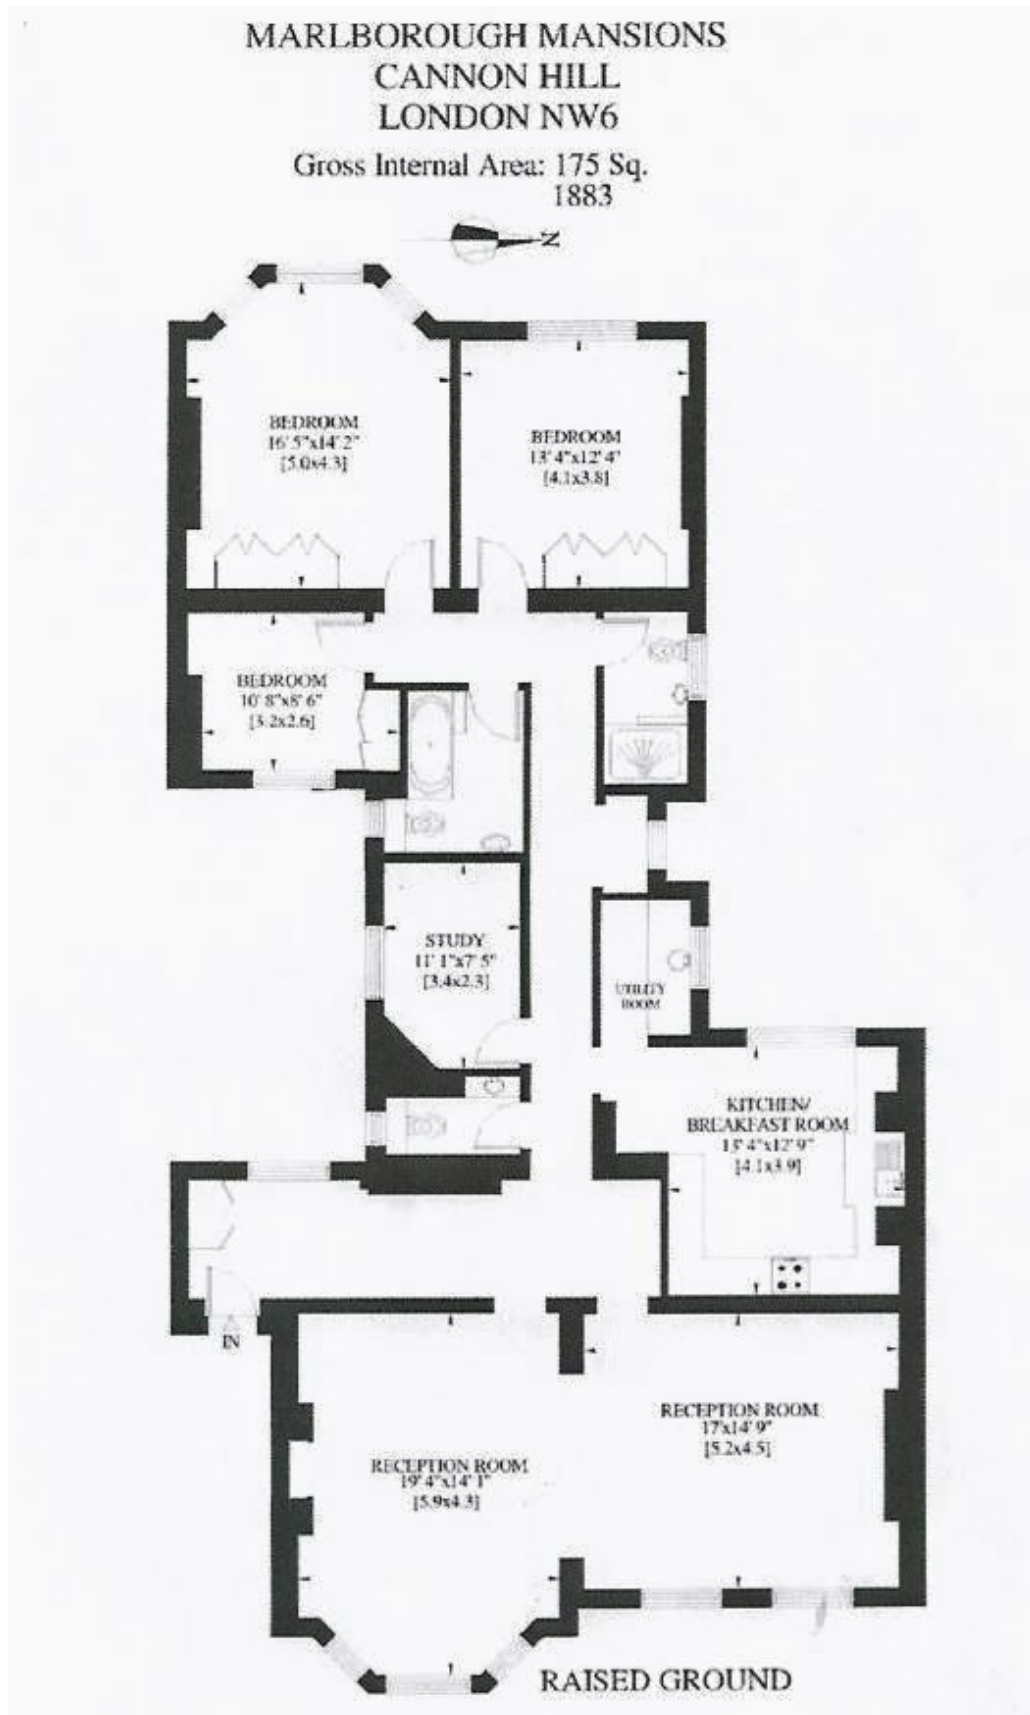 MARLBOROUGH MANSIONS
CANNON HILL
LONDON NW6
Gross Internal Area: 175 Sq.
1883
N
BEDROOM
16' 5"x14' 2"
[5.0x4.3]
BEDROOM
13' 4"x12' 4"
[4.1x3.8]
BEDROOM
10' 8"x8' 6"
[3.2x2.6]
STUDY
11' 1"x7' 5"
[3.4x2.3]
UTILITY
ROOM
KITCHEN/
BREAKFAST ROOM
13' 4"x12' 9"
[4.1x3.9]
IN
RECEPTION ROOM
17'x14' 9"
[5.2x4.5]
RECEPTION ROOM
19' 4"x14' 1"
[5.9x4.3]
RAISED GROUND